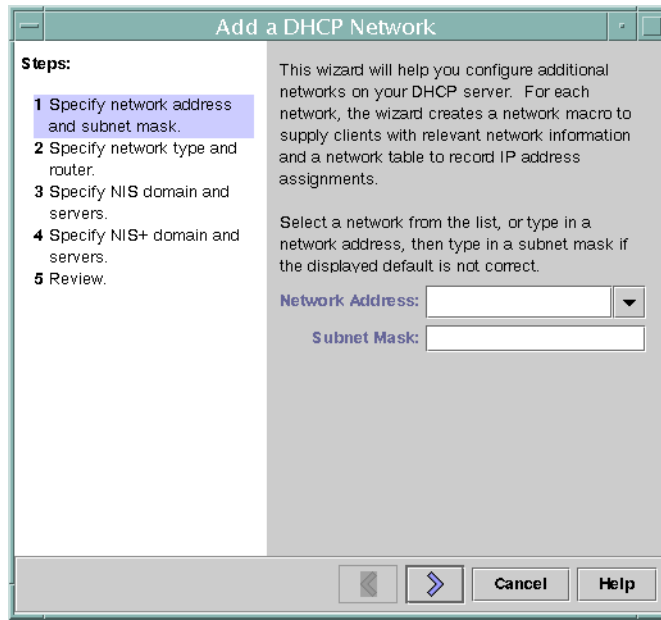 Add a DHCP Network
Steps:
1 Specify network address
and subnet mask.
2 Specify network type and
router.
3 Specify NIS domain and
servers.
4 Specify NIS+ domain and
servers.
5 Review.
This wizard will help you configure additional
networks on your DHCP server. For each
network, the wizard creates a network macro to
supply clients with relevant network information
and a network table to record IP address
assignments.
Select a network from the list, or type in a
network address, then type in a subnet mask if
the displayed default is not correct.
Network Address:
Subnet Mask:
Cancel
Help